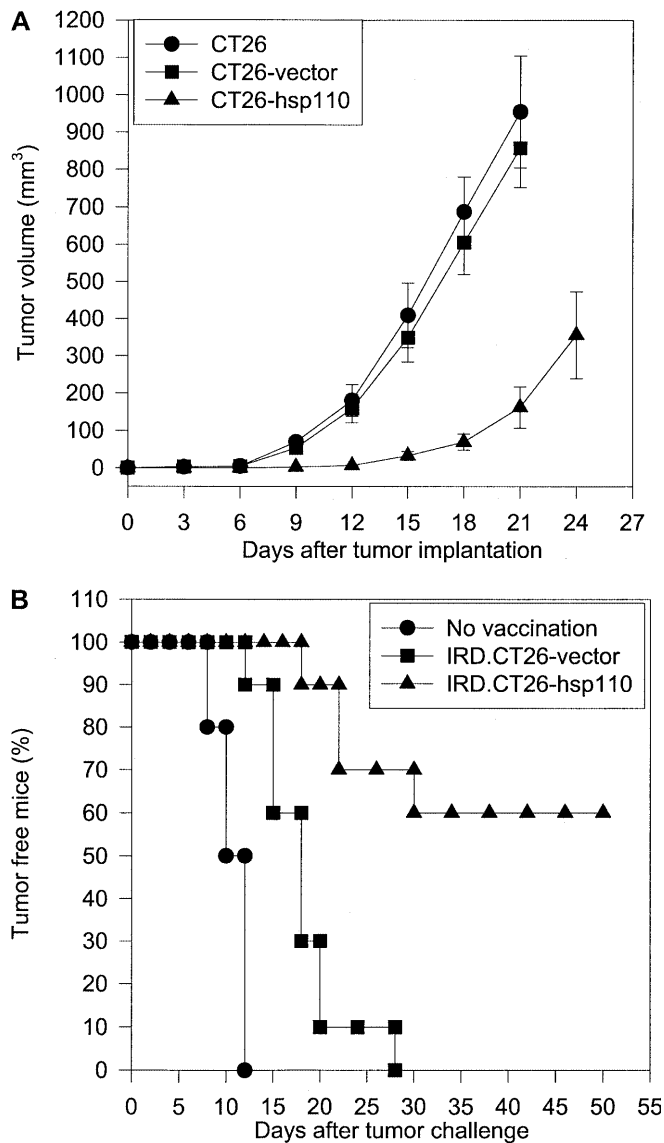 A
CT26
CT26-vector
CT26-hsp110
Tumor volume (mm³)
1200
1100
1000
900
800
700
600
500
400
300
200
100
0
0 3 6 9 12 15 18 21 24 27
Days after tumor implantation
B
No vaccination
IRD.CT26-vector
IRD.CT26-hsp110
Tumor free mice (%)
110
100
90
80
70
60
50
40
30
20
10
0
0 5 10 15 20 25 30 35 40 45 50 55
Days after tumor challenge